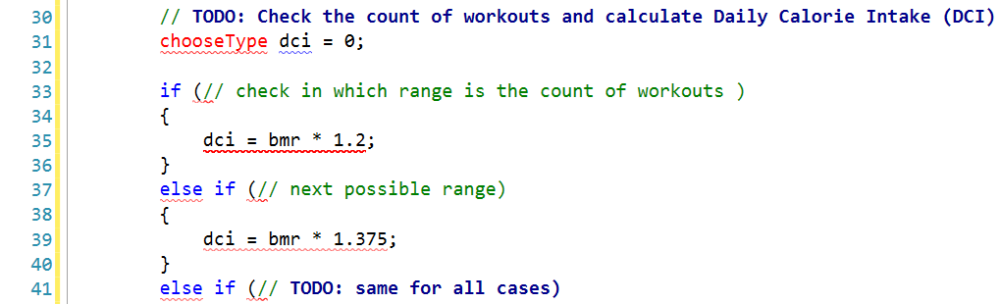 30 // TODO: Check the count of workouts and calculate Daily Calorie Intake (DCI)
31 chooseType dci = 0;
32
33 if (// check in which range is the count of workouts )
34 {
35 dci = bmr * 1.2;
36 }
37 else if (// next possible range)
38 {
39 dci = bmr * 1.375;
40 }
41 else if (// TODO: same for all cases)